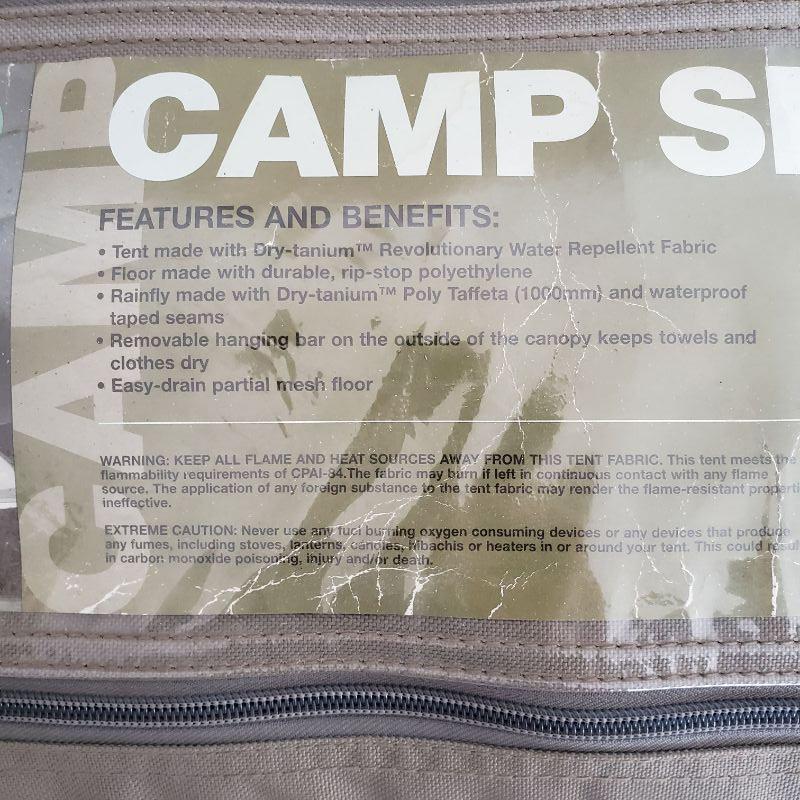 CAMP
CAMP
FEATURES AND BENEFITS:
• Tent made with Dry-tanium™ Revolutionary Water Repellent Fabric
• Floor made with durable, rip-stop polyethylene
• Rainfly made with Dry-tanium™ Poly Taffeta (1000mm) and waterproof
taped seams
• Removable hanging bar on the outside of the canopy keeps towels and
clothes dry
• Easy-drain partial mesh floor
WARNING: KEEP ALL FLAME AND HEAT SOURCES AWAY FROM THIS TENT FABRIC. This tent meets the
flammability requirements of CPAI-84.The fabric may burn if left in continuous contact with any flame
source. The application of any foreign substance to the tent fabric may render the flame-resistant
ineffective.
EXTREME CAUTION: Never use any fuel burning oxygen consuming devices or any devices that produce
any fumes, including stoves, lanterns, candles, hibachis or heaters in or around your tent. This could
in carbon monoxide poisoning, injury and/or death.